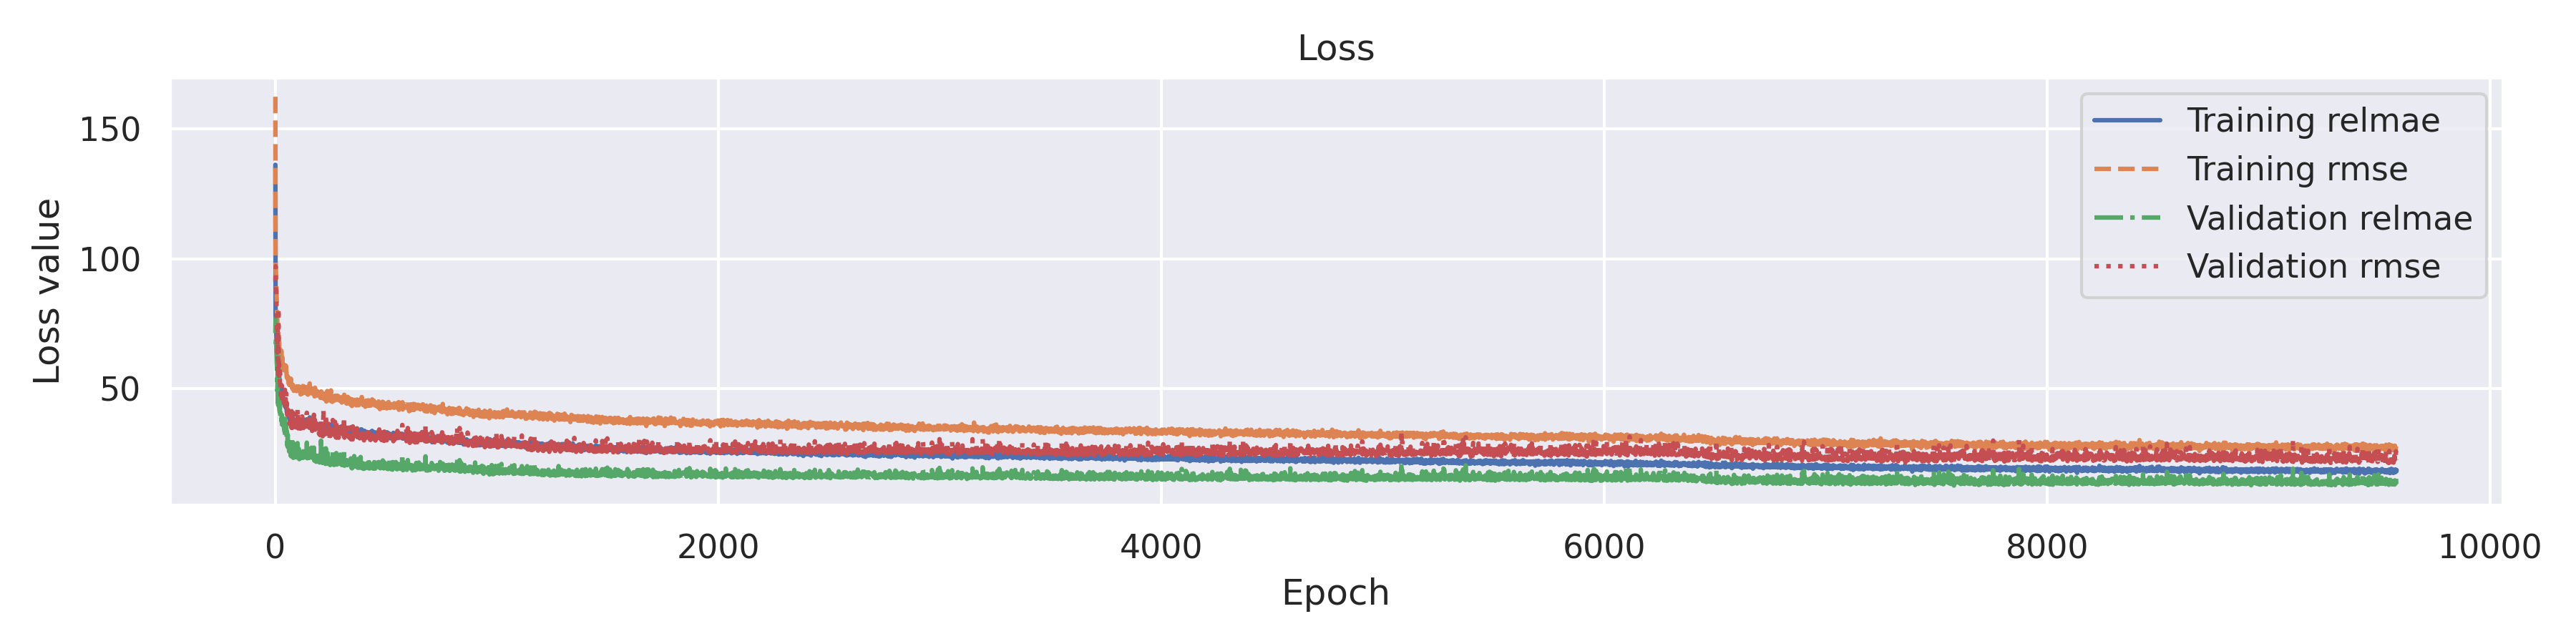 Loss
Loss value
150
100
50
Training relmae
Training rmse
Validation relmae
Validation rmse
0
2000
4000
6000
8000
10000
Epoch